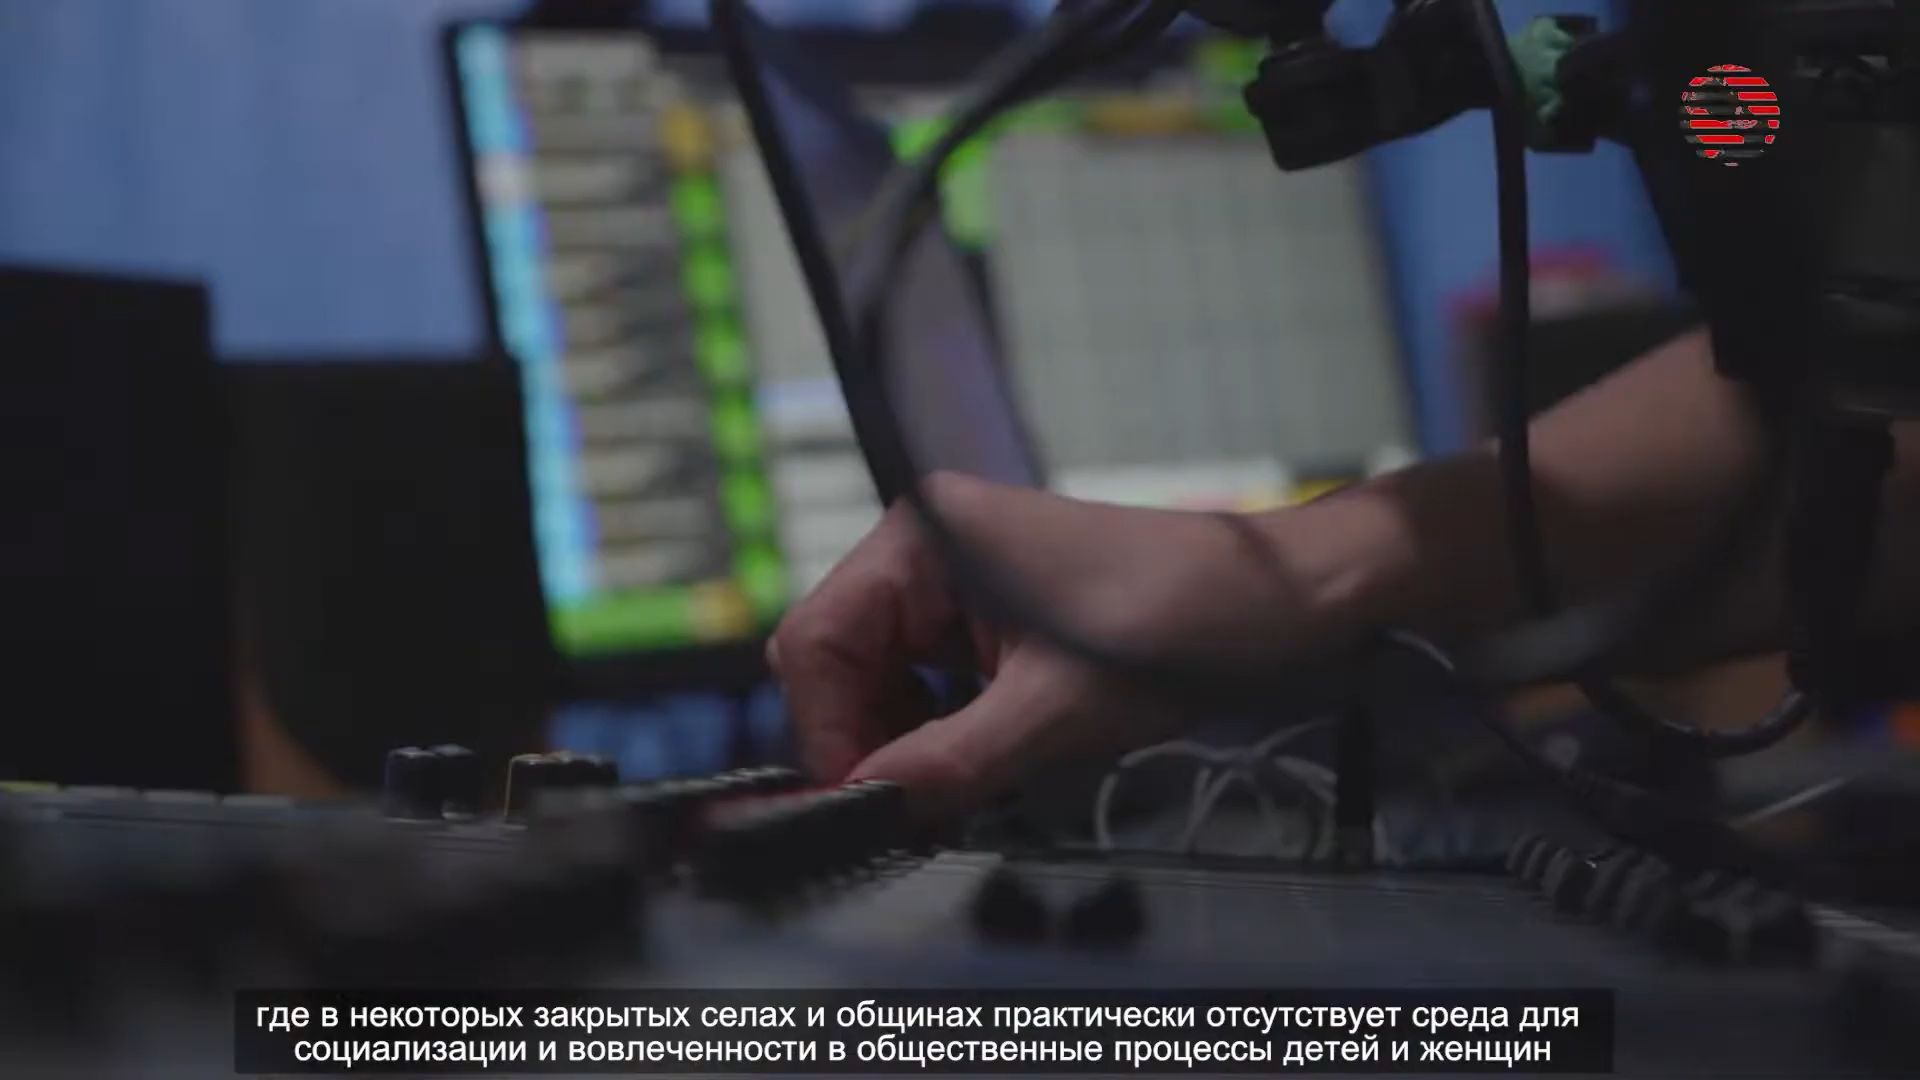 где в некоторых закрытых селах и общинах практически отсутствует среда для
социализации и вовлеченности в общественные процессы детей и женщин